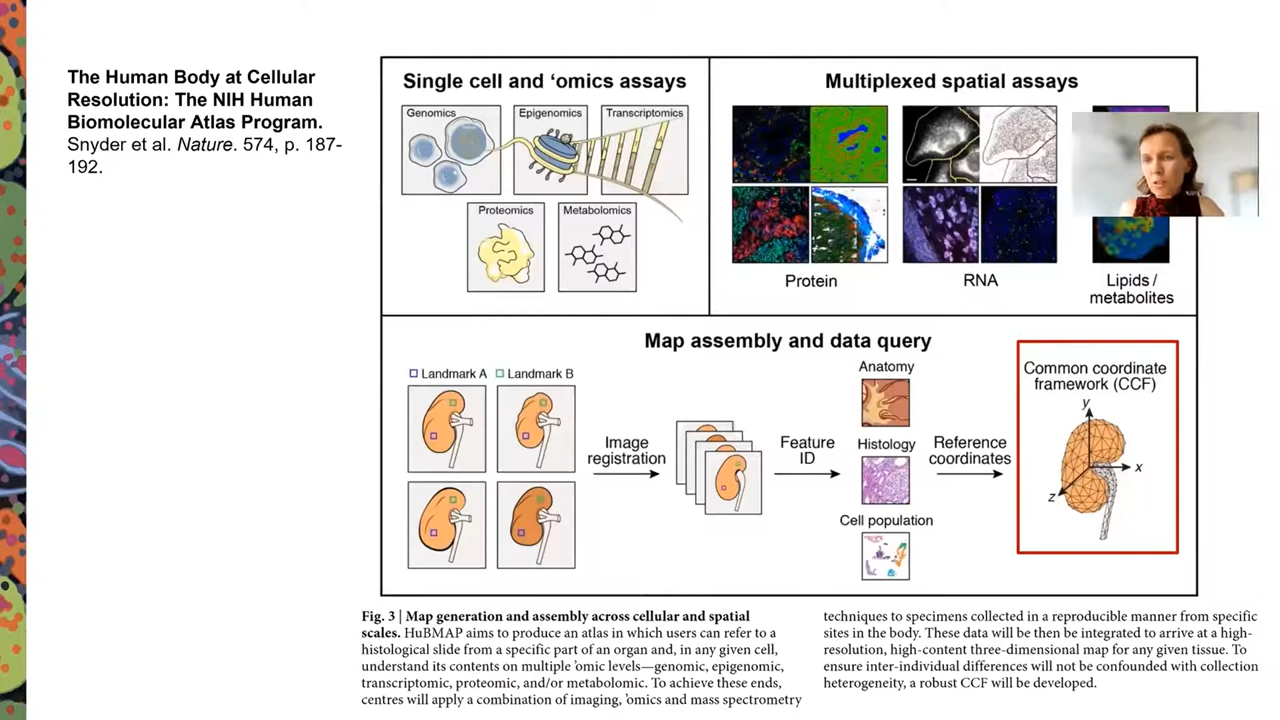 The Human Body at Cellular
Resolution: The NIH Human
Biomolecular Atlas Program.
Snyder et al. Nature. 574, p. 187-
192.
Single cell and ‘omics assays
Genomics
Epigenomics
Transcriptomics
Proteomics
Metabolomics
Multiplexed spatial assays
Protein
RNA
Lipids /
metabolites
Map assembly and data query
Landmark A
Landmark B
Image
registration
Feature
ID
Anatomy
Histology
Cell population
Reference
coordinates
Common coordinate
framework (CCF)
y
x
z
Fig. 3 | Map generation and assembly across cellular and spatial
scales. HuBMAP aims to produce an atlas in which users can refer to a
histological slide from a specific part of an organ and, in any given cell,
understand its contents on multiple ’omic levels—genomic, epigenomic,
transcriptomic, proteomic, and/or metabolomic. To achieve these ends,
centres will apply a combination of imaging, ’omics and mass spectrometry
techniques to specimens collected in a reproducible manner from specific
sites in the body. These data will be then be integrated to arrive at a high-
resolution, high-content three-dimensional map for any given tissue. To
ensure inter-individual differences will not be confounded with collection
heterogeneity, a robust CCF will be developed.